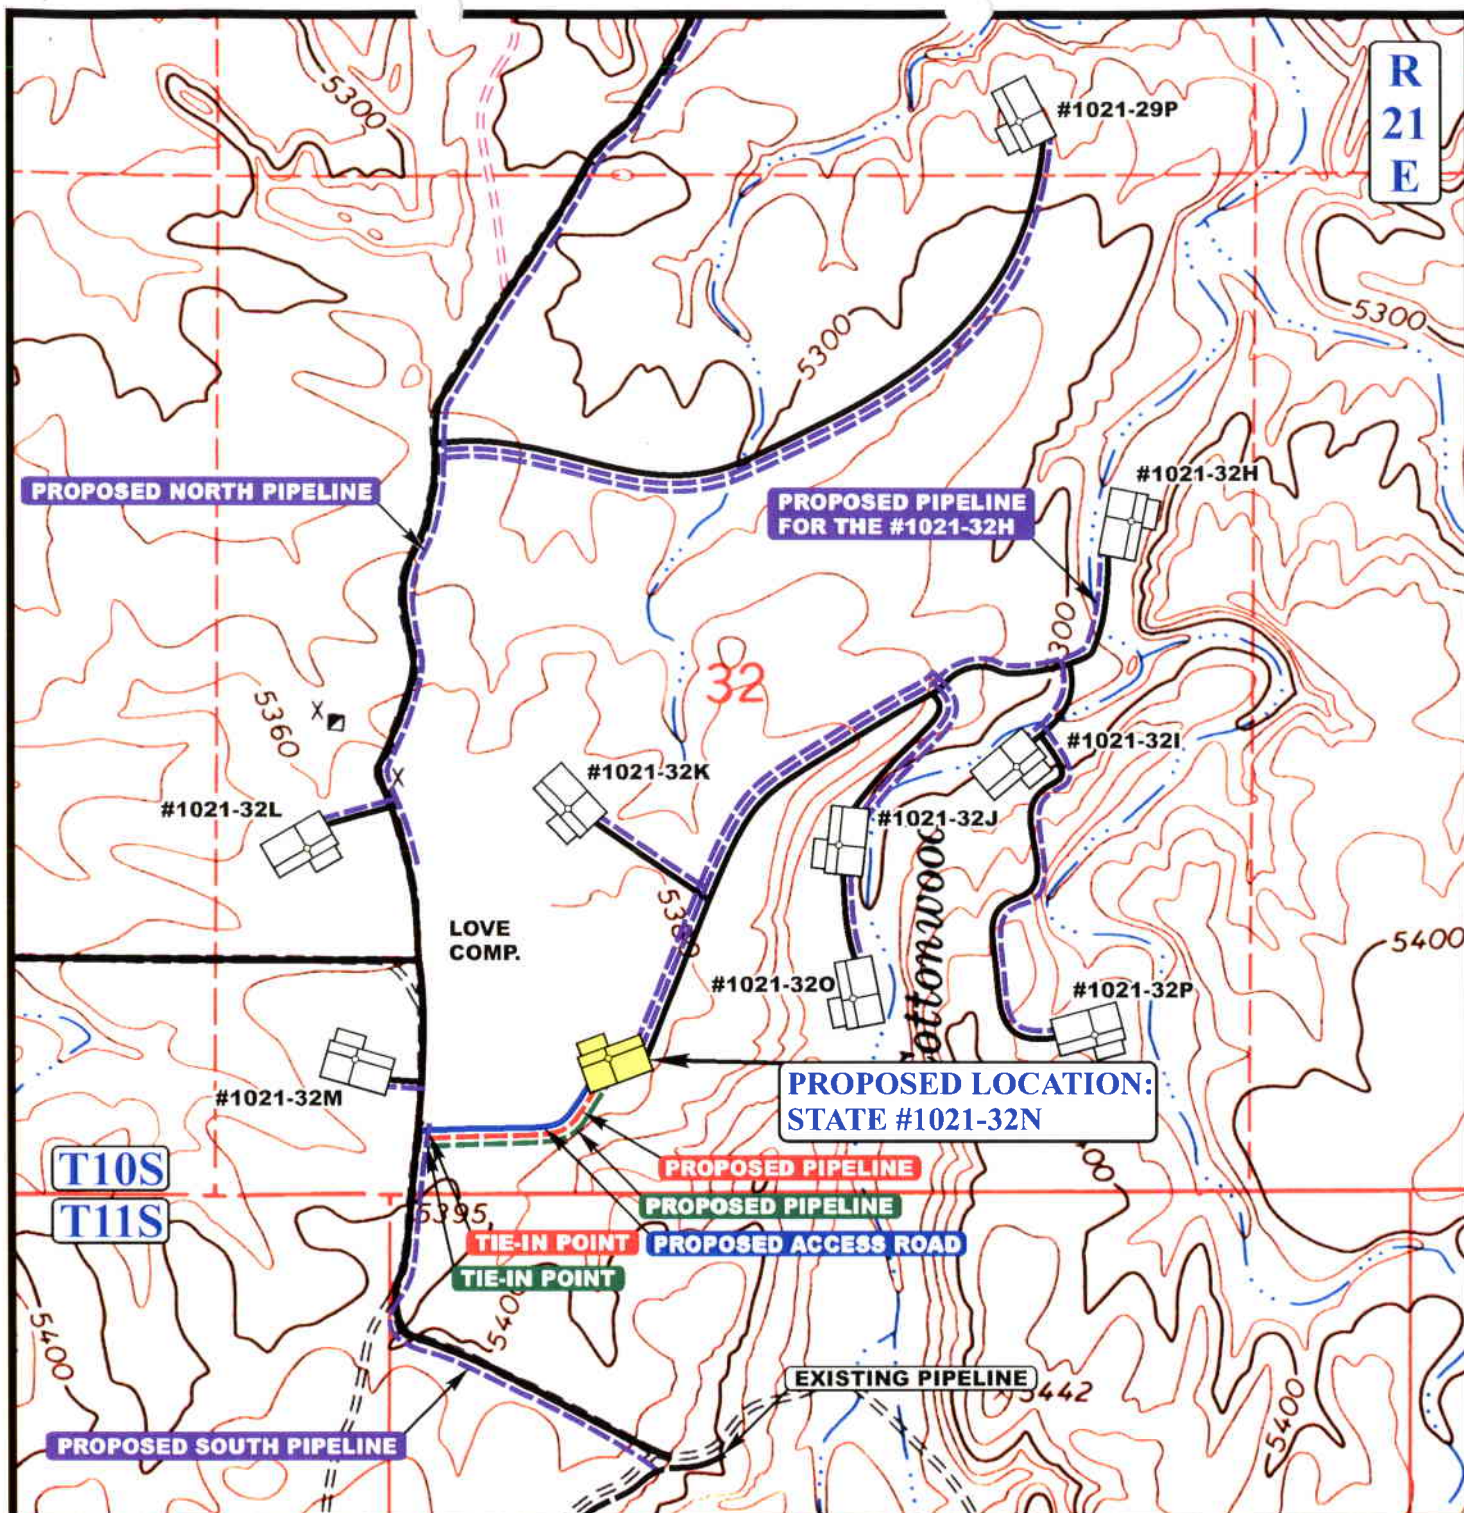 5300
#1021-29P
R
21
E
5300
5300
PROPOSED NORTH PIPELINE
PROPOSED PIPELINE
FOR THE #1021-32H
#1021-32H
300
32
5360
X
X
#1021-32K
#1021-32I
#1021-32L
#1021-32J
LOVE
COMP.
ottonwood
5400
#1021-32O
#1021-32P
#1021-32M
PROPOSED LOCATION:
STATE #1021-32N
T10S
T11S
PROPOSED PIPELINE
PROPOSED PIPELINE
5395
TIE-IN POINT
PROPOSED ACCESS ROAD
TIE-IN POINT
400
5400
5400
EXISTING PIPELINE
5442
5400
PROPOSED SOUTH PIPELINE